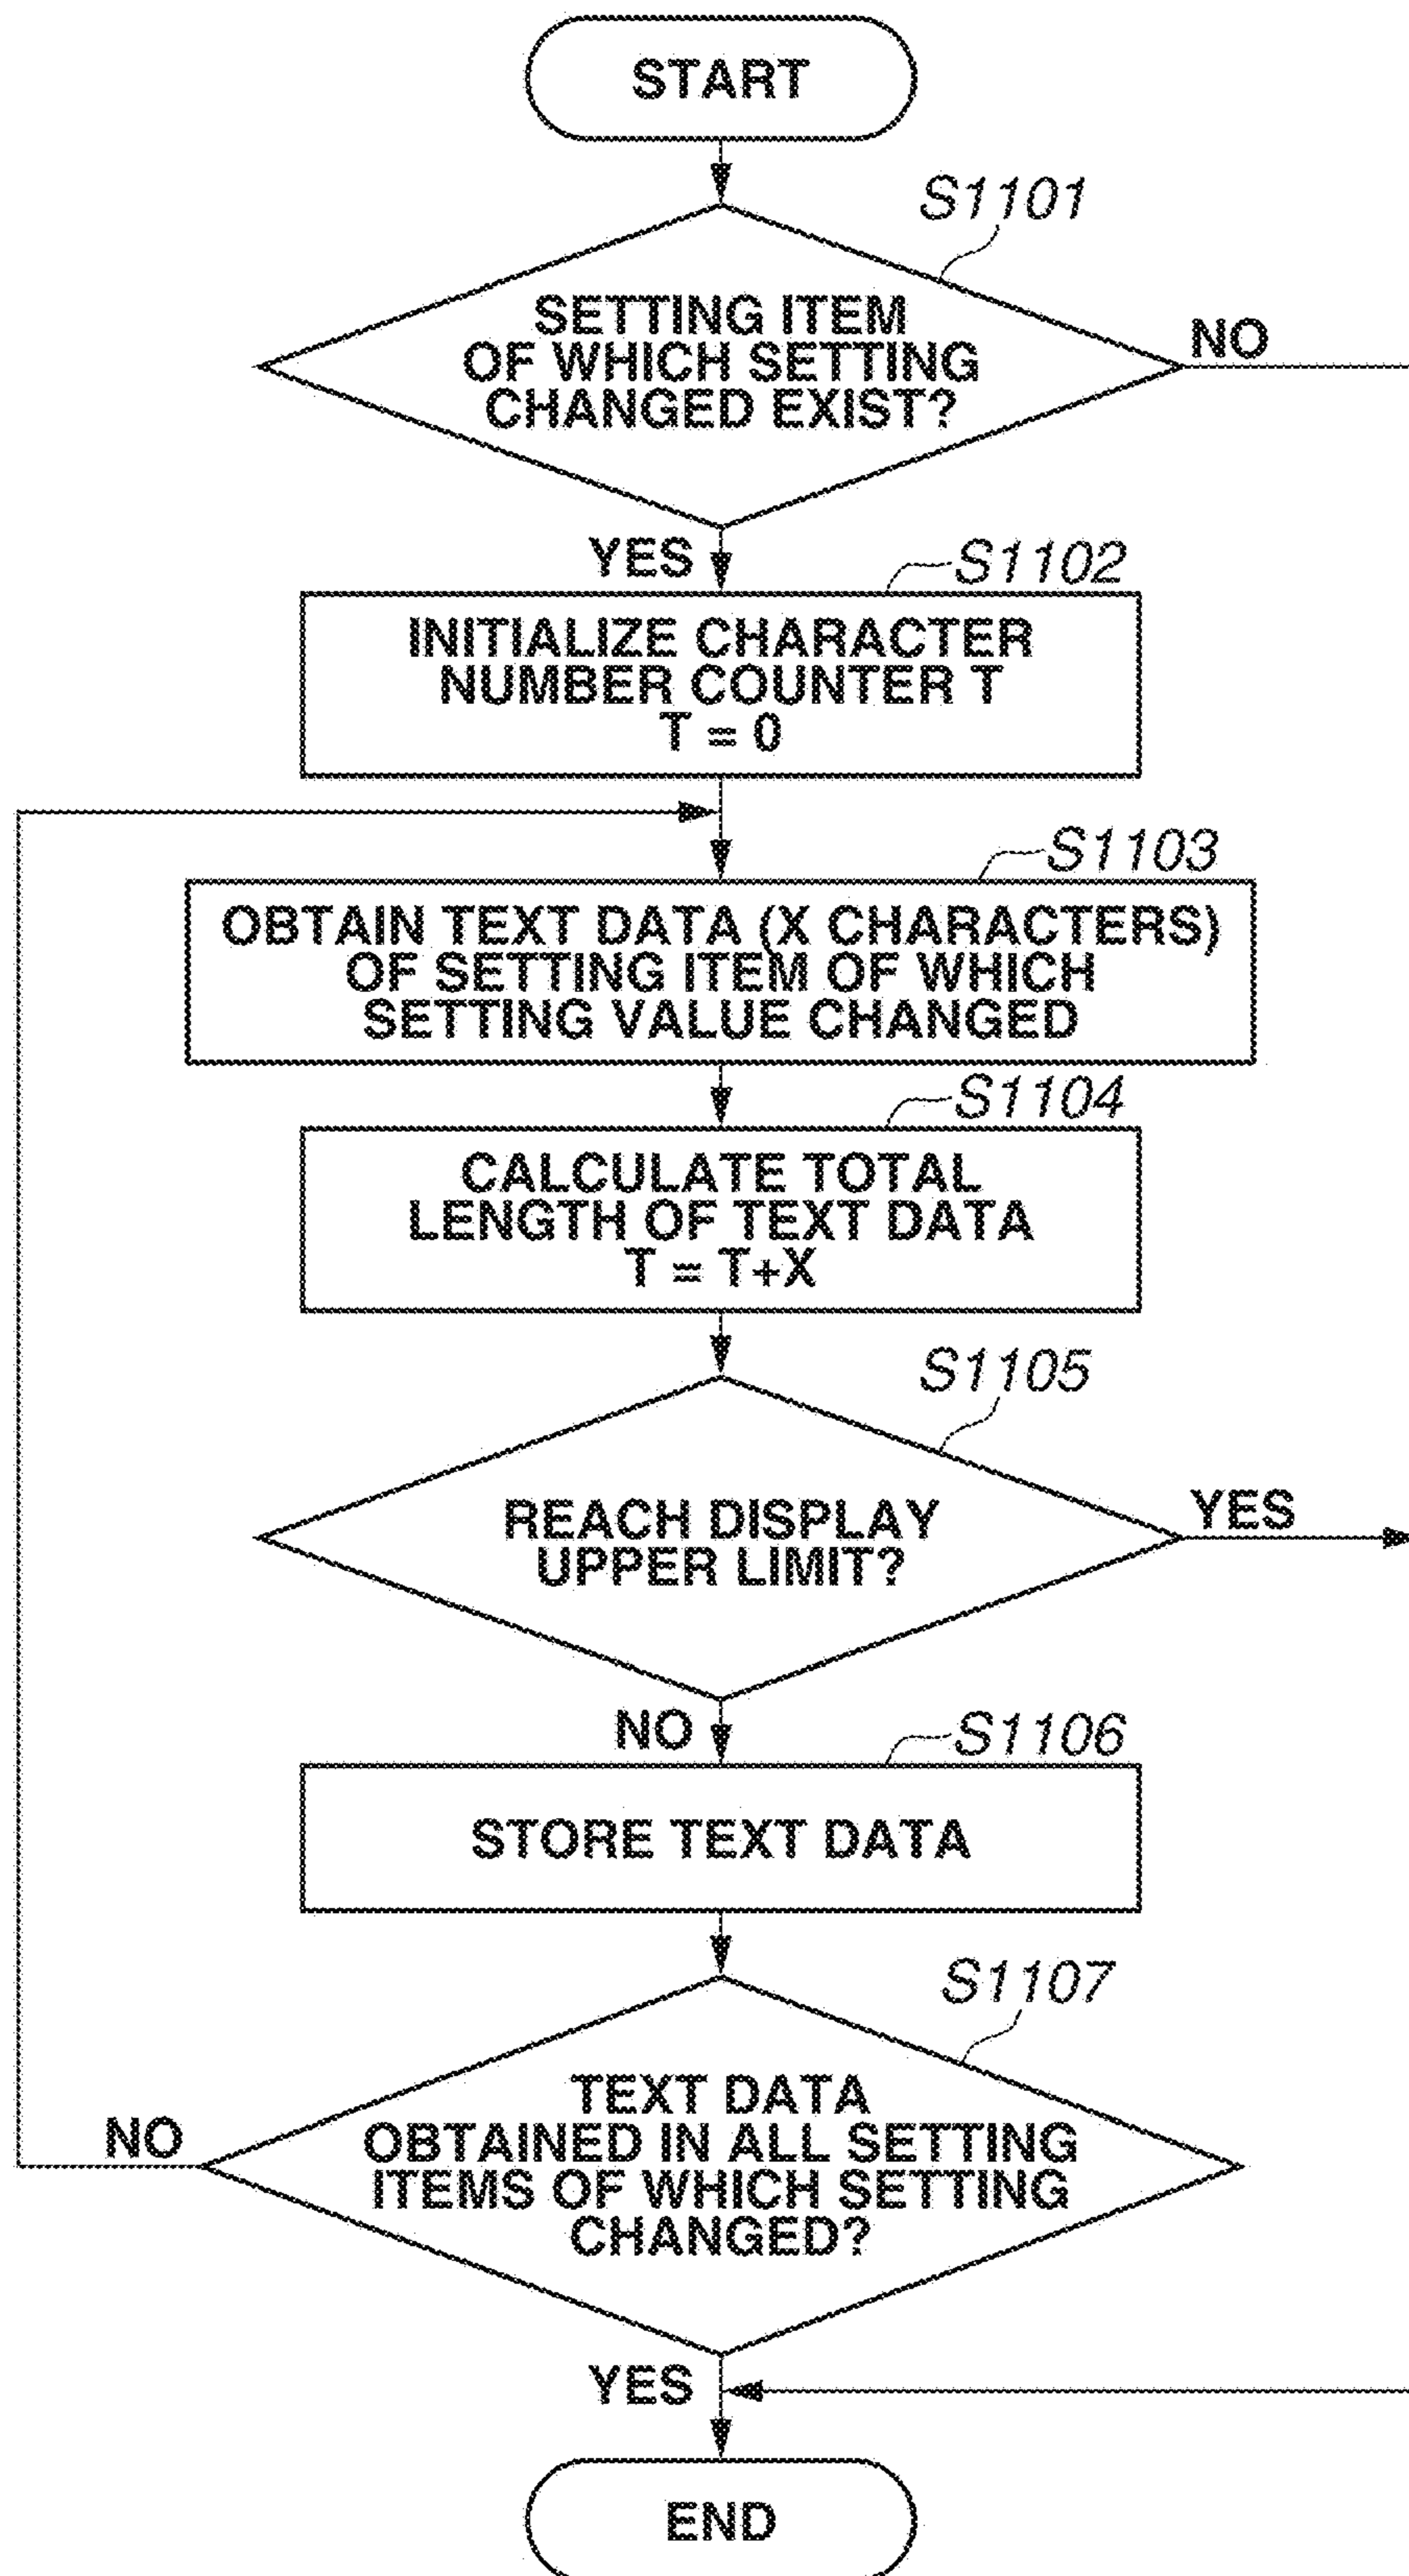 START
S1101
SETTING ITEM
OF WHICH SETTING
CHANGED EXIST?
NO
YES
S1102
INITIALIZE CHARACTER
NUMBER COUNTER T
T = 0
S1103
OBTAIN TEXT DATA (X CHARACTERS)
OF SETTING ITEM OF WHICH
SETTING VALUE CHANGED
S1104
CALCULATE TOTAL
LENGTH OF TEXT DATA
T = T+X
S1105
REACH DISPLAY
UPPER LIMIT?
YES
NO
S1106
STORE TEXT DATA
S1107
TEXT DATA
OBTAINED IN ALL SETTING
ITEMS OF WHICH SETTING
CHANGED?
NO
YES
END